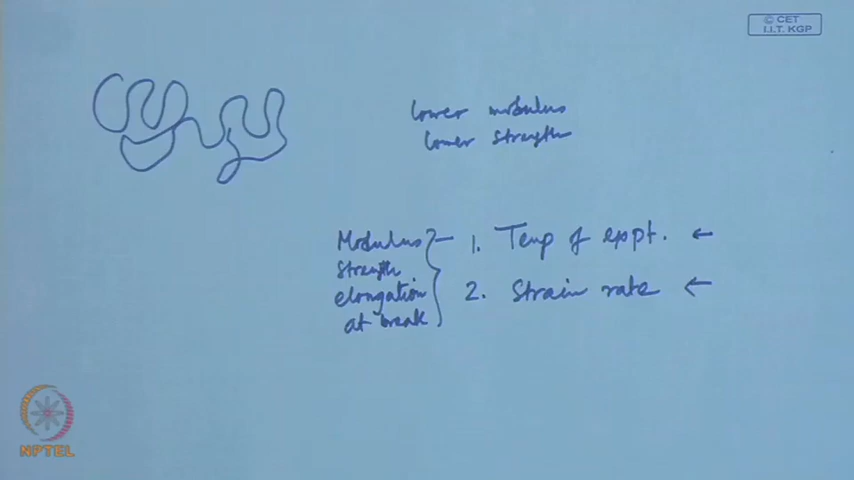 © CET
I.I.T. KGP
lower modulus
lower strength
Modulus
strength
elongation
at break
1. Temp of expt. ←
2. Strain rate ←
NPTEL